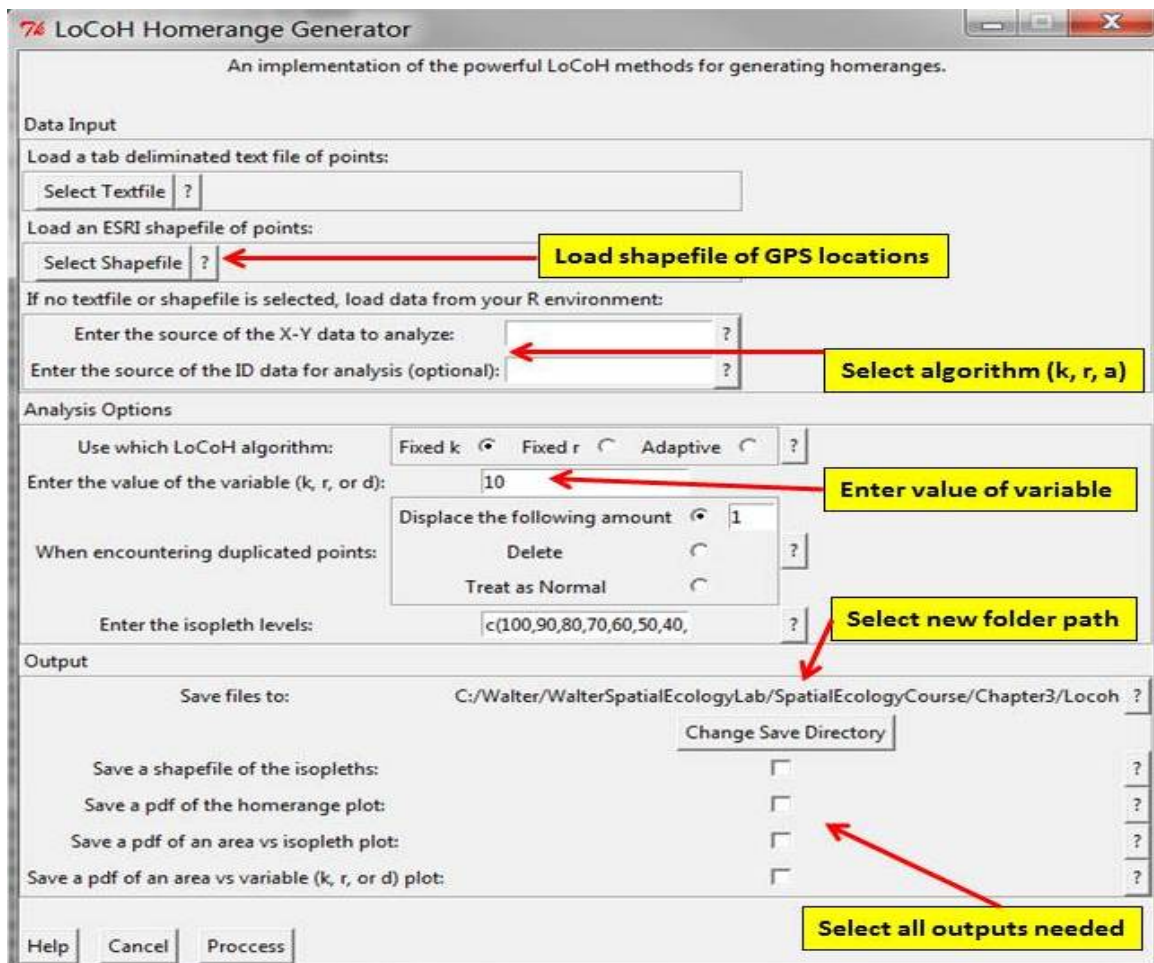 LoCoH Homerange Generator
An implementation of the powerful LoCoH methods for generating homeranges.
Data Input
Load a tab deliminated text file of points:
Select Textfile ?
Load an ESRI shapefile of points:
Select Shapefile ?
Load shapefile of GPS locations
If no textfile or shapefile is selected, load data from your R environment:
Enter the source of the X-Y data to analyze: ?
Enter the source of the ID data for analysis (optional): ?
Select algorithm (k, r, a)
Analysis Options
Use which LoCoH algorithm: Fixed k Fixed r Adaptive ?
Enter the value of the variable (k, r, or d): 10
Enter value of variable
Displace the following amount 1
When encountering duplicated points: Delete ?
Treat as Normal
Enter the isopleth levels: c(100,90,80,70,60,50,40, ?
Select new folder path
Output
Save files to: C:/Walter/WalterSpatialEcologyLab/SpatialEcologyCourse/Chapter3/Locoh ?
Change Save Directory
Save a shapefile of the isopleths: ?
Save a pdf of the homerange plot: ?
Save a pdf of an area vs isopleth plot: ?
Save a pdf of an area vs variable (k, r, or d) plot: ?
Select all outputs needed
Help Cancel Proccess